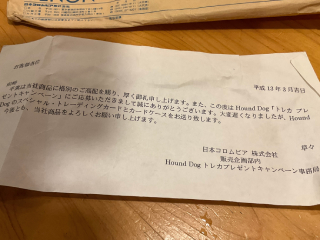 お客様各位
平成13年8月吉日
前略
平素は当社商品に格別のご高配を賜り、厚く御礼申し上げます。また、この度はHound Dog「トレカ プレ
ゼントキャンペーン」にご応募いただきまして誠にありがとうございます。大変遅くなりましたが、Hound
Dogのスペシャル・トレーディングカードとカードケースをお送り致します。
今後とも、当社商品をよろしくお願い申し上げます。
草々
日本コロムビア 株式会社
販売企画部内
Hound Dog トレカプレゼントキャンペーン事務局